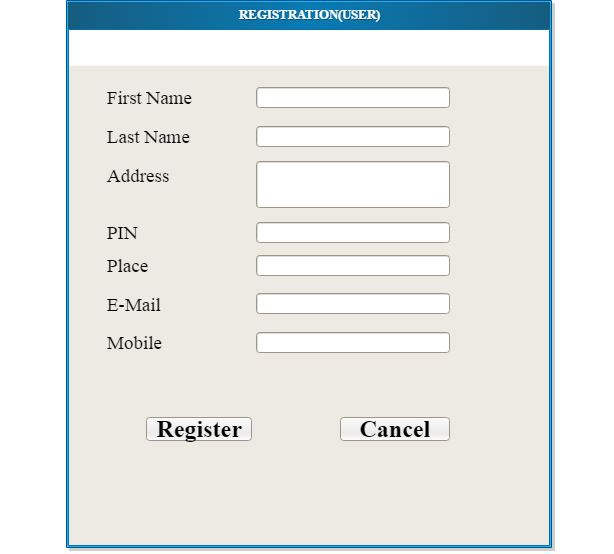 REGISTRATION(USER)
First Name
Last Name
Address
PIN
Place
E-Mail
Mobile
Register Cancel